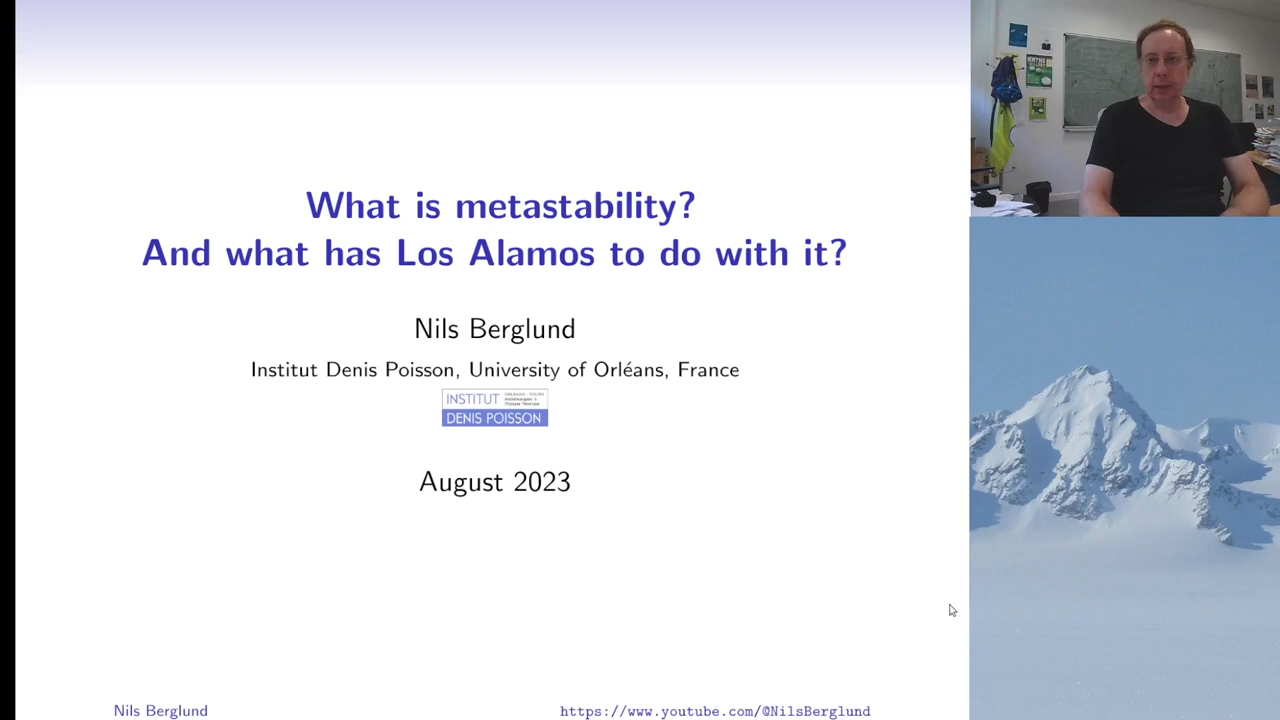 What is metastability?
And what has Los Alamos to do with it?
Nils Berglund
Institut Denis Poisson, University of Orléans, France
INSTITUT
DENIS POISSON
August 2023
Nils Berglund
https://www.youtube.com/@NilsBerglund